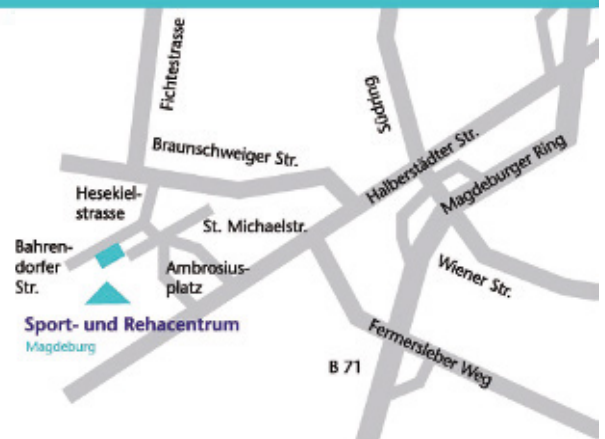 Fichtestrasse
Südring
Braunschweiger Str.
Halberstädter Str.
Magdeburger Ring
Hesekiel-
strasse
St. Michaelstr.
Bahren-
dorfer
Str.
Ambrosius-
platz
Wiener Str.
Sport- und Rehacentrum
Magdeburg
Fermersleber Weg
B 71